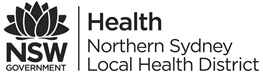 NSW
GOVERNMENT
Health
Northern Sydney
Local Health District